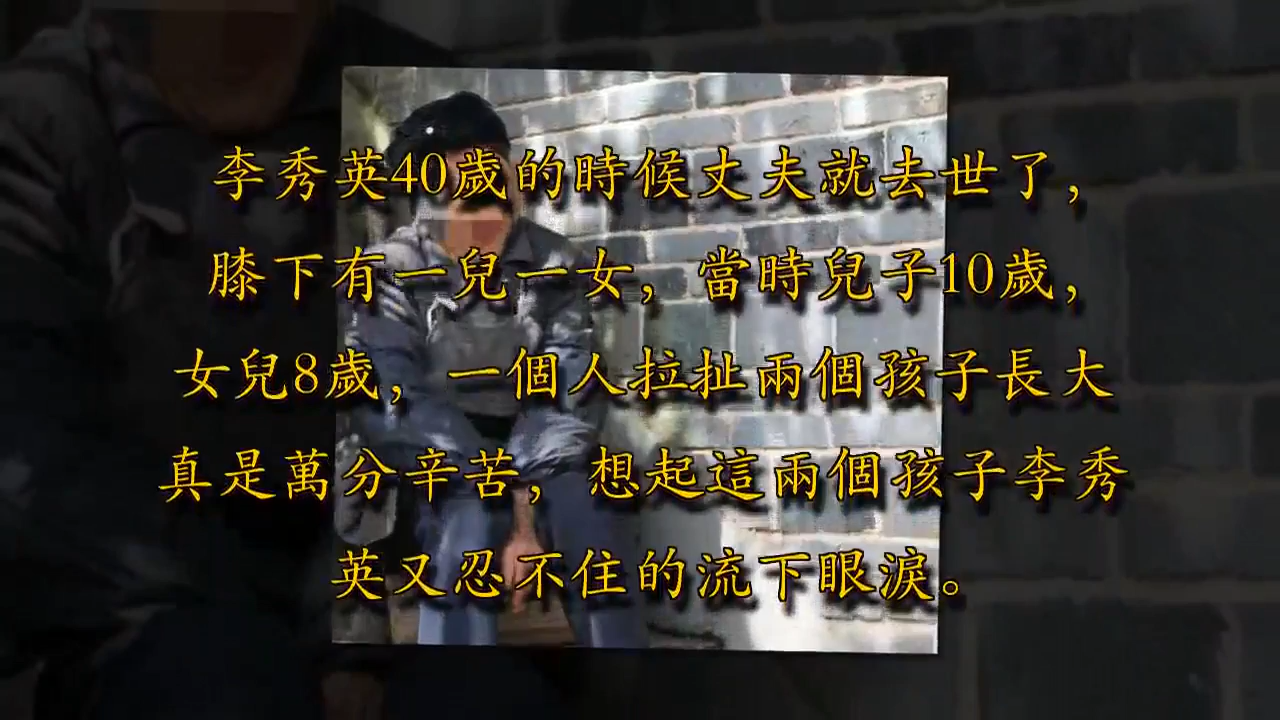 李秀英40歲的時候丈夫就去世了，
膝下有一兒一女，當時兒子10歲，
女兒8歲，一個人拉扯兩個孩子長大
真是萬分辛苦，想起這兩個孩子李秀
英又忍不住的流下眼淚。